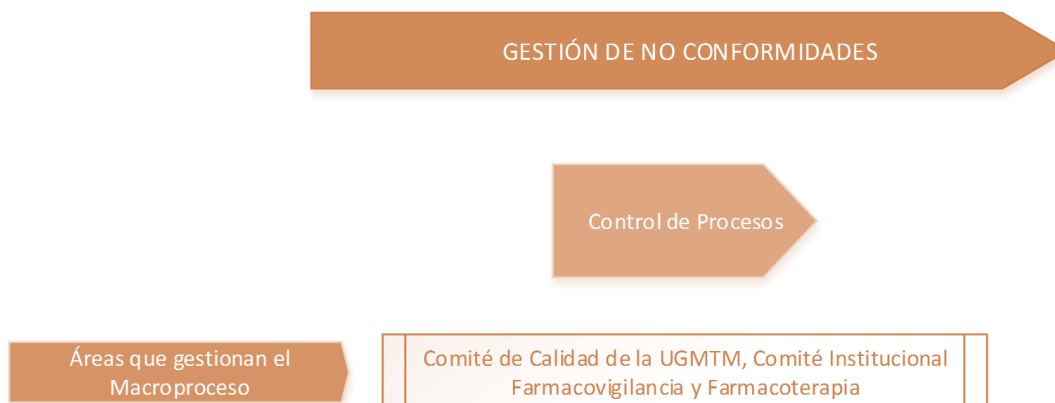 GESTIÓN DE NO CONFORMIDADES
Control de Procesos
Áreas que gestionan el
Macroproceso
Comité de Calidad de la UGMTM, Comité Institucional
Farmacovigilancia y Farmacoterapia